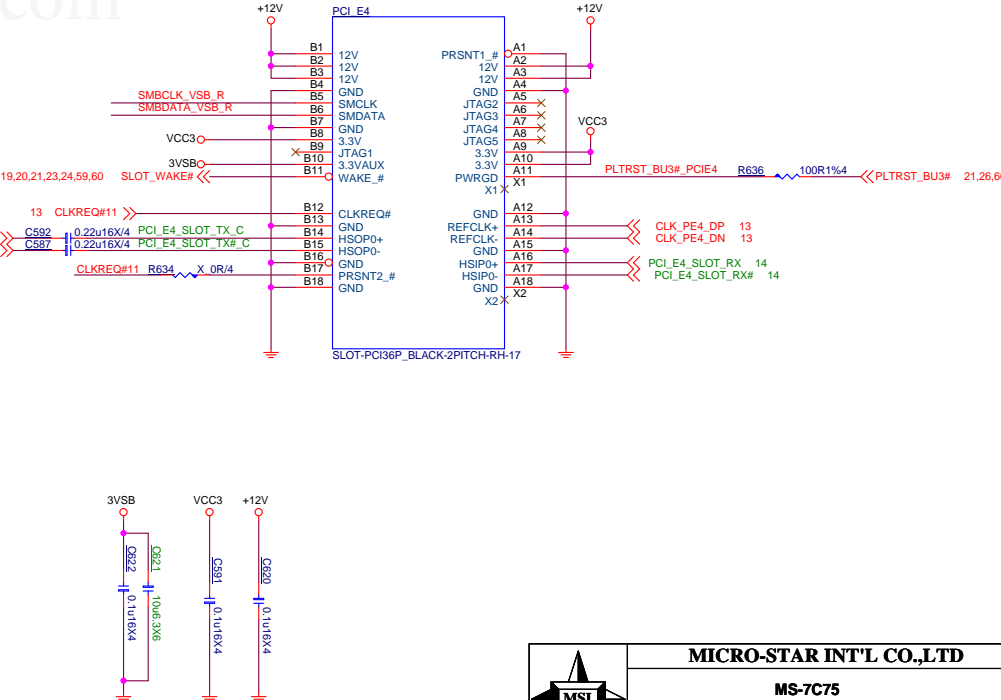 com
+12V
PCI_E4
+12V
B1 12V PRSNT1_# A1
B2 12V 12V A2
B3 12V 12V A3
B4 GND GND A4
SMBCLK_VSB_R B5 SMCLK JTAG2 A5
SMBDATA_VSB_R B6 SMDATA JTAG3 A6
B7 GND JTAG4 A7
VCC3 B8 3.3V JTAG5 A8
VCC3
B9 JTAG1 3.3V A9
3VSB B10 3.3VAUX 3.3V A10
19,20,21,23,24,59,60 SLOT_WAKE# B11 WAKE_# PWRGD A11 PLTRST_BU3#_PCIE4 R636 100R1%4 PLTRST_BU3# 21,26,60
X1 X1
13 CLKREQ#11 B12 CLKREQ# GND A12
B13 GND REFCLK+ A13 CLK_PE4_DP 13
C592 0.22u16X/4 PCI_E4_SLOT_TX_C B14 HSOP0+ REFCLK- A14 CLK_PE4_DN 13
C587 0.22u16X/4 PCI_E4_SLOT_TX#_C B15 HSOP0- GND A15
B16 GND HSIP0+ A16 PCI_E4_SLOT_RX 14
CLKREQ#11 R634 X_0R/4 B17 PRSNT2_# HSIP0- A17 PCI_E4_SLOT_RX# 14
B18 GND GND A18
X2 X2
SLOT-PCI36P_BLACK-2PITCH-RH-17
3VSB VCC3 +12V
C622 0.1u16X4
C621 10u6.3X6
C591 0.1u16X4
C620 0.1u16X4
MICRO-STAR INT'L CO.,LTD
MSI
MS-7C75